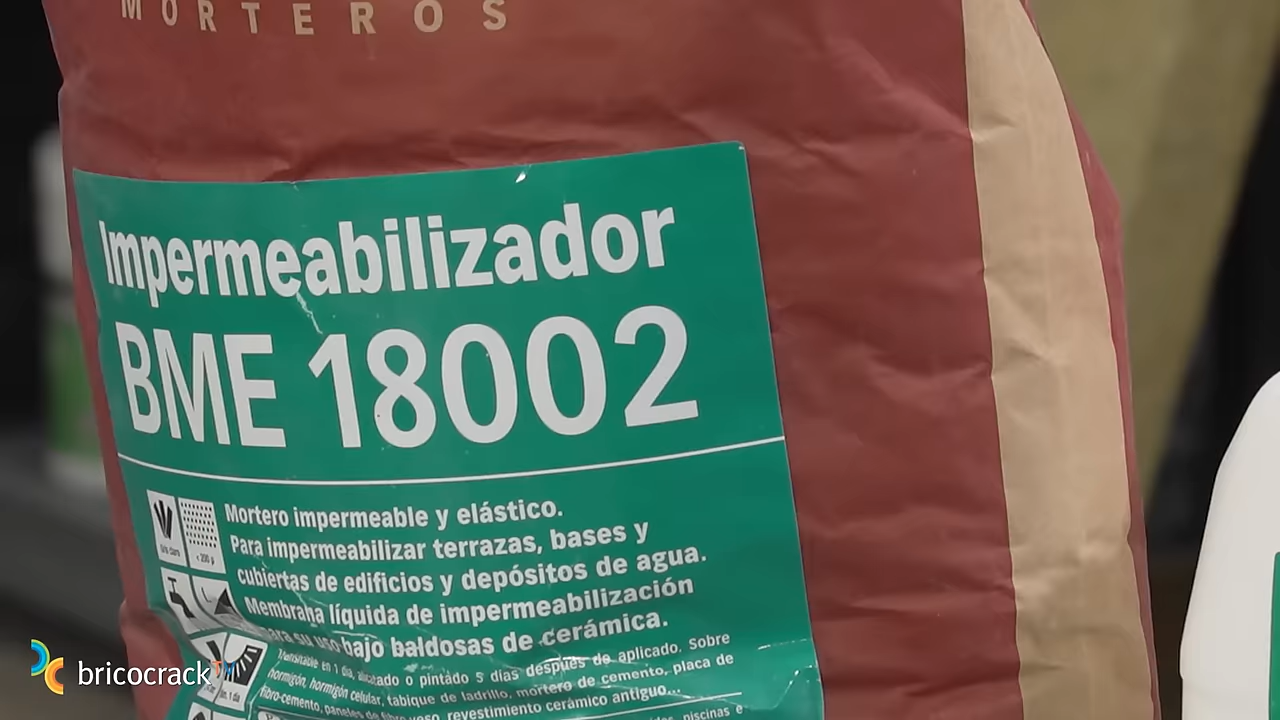 MORTEROS
Impermeabilizador
BME 18002
Mortero impermeable y elástico.
Para impermeabilizar terrazas, bases y
cubiertas de edificios y depósitos de agua.
Membrana líquida de impermeabilización
para su uso bajo baldosas de cerámica.
Transitable en 1 día, alicatado o pintado 5 días después de aplicado. Sobre
hormigón, hormigón celular, tabique de ladrillo, mortero de cemento, placa de
fibro-cemento, paneles de fibro-yeso, revestimiento cerámico antiguo...
piscinas e
bricocrack